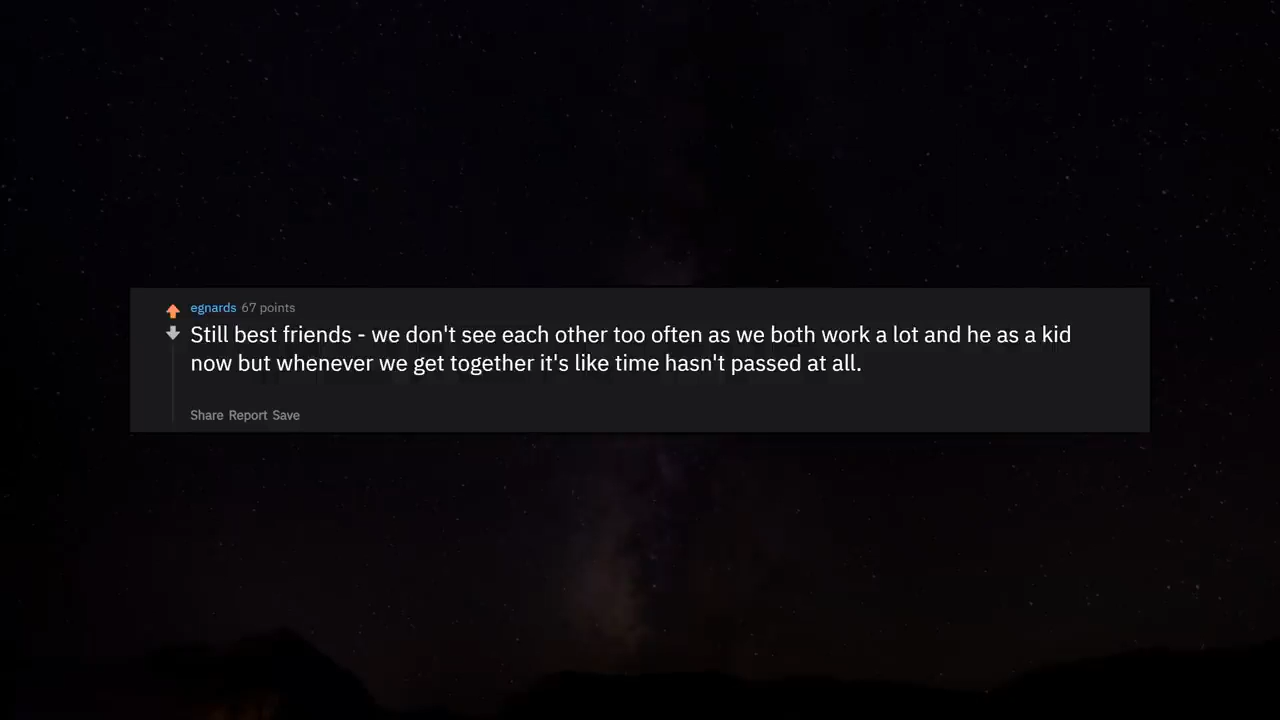 egnards 67 points
Still best friends - we don't see each other too often as we both work a lot and he as a kid
now but whenever we get together it's like time hasn't passed at all.
Share Report Save